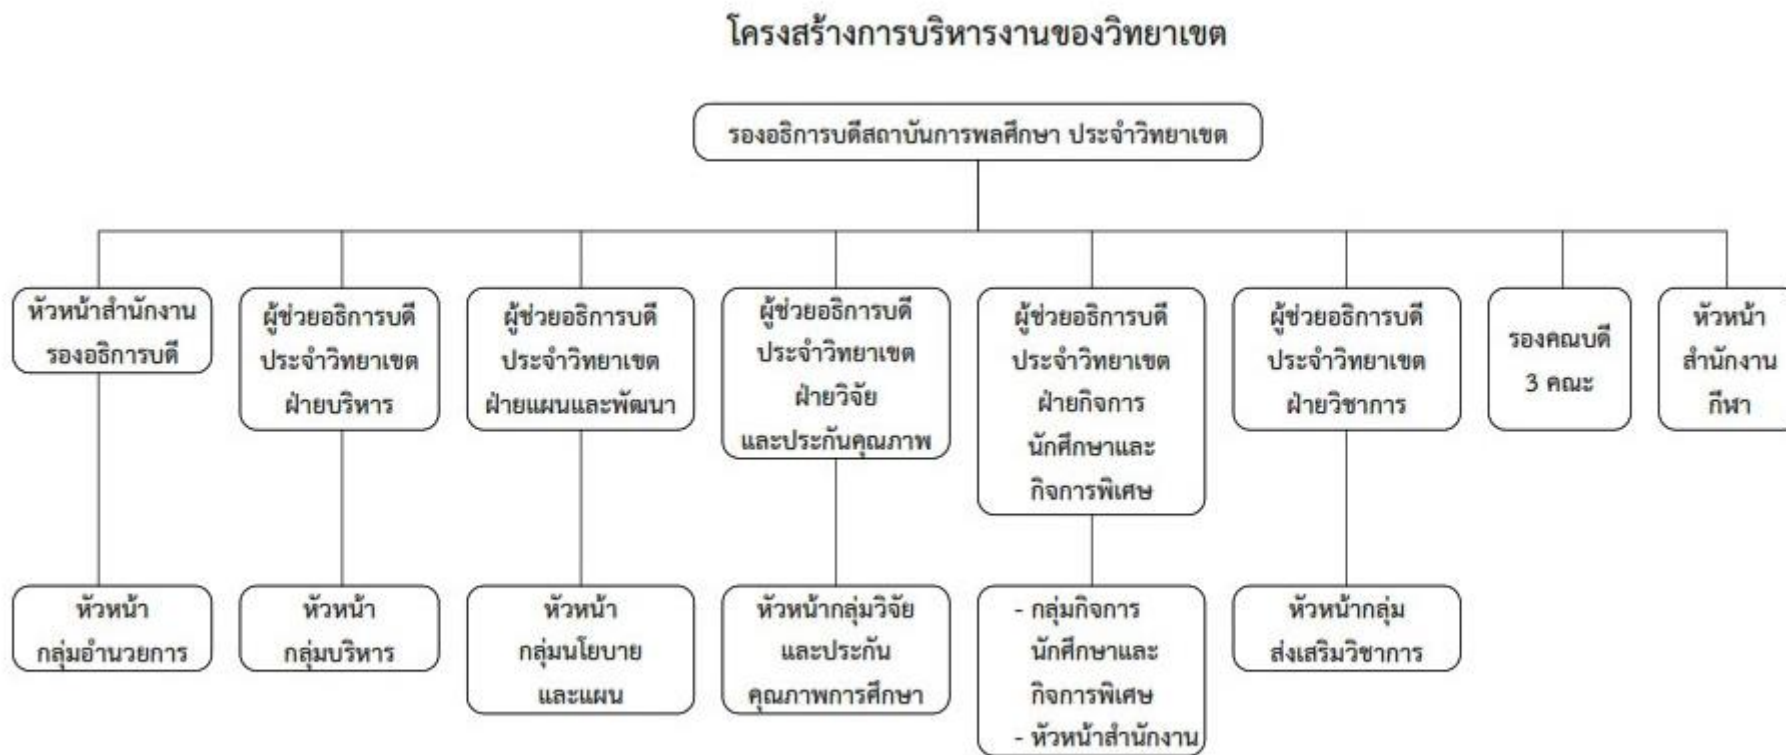 โครงสร้างการบริหารงานของวิทยาเขต
รองอธิการบดีสถาบันการพลศึกษา ประจำวิทยาเขต
หัวหน้าสำนักงาน
รองอธิการบดี
ผู้ช่วยอธิการบดี
ประจำวิทยาเขต
ฝ่ายบริหาร
ผู้ช่วยอธิการบดี
ประจำวิทยาเขต
ฝ่ายแผนและพัฒนา
ผู้ช่วยอธิการบดี
ประจำวิทยาเขต
ฝ่ายวิจัย
และประกันคุณภาพ
ผู้ช่วยอธิการบดี
ประจำวิทยาเขต
ฝ่ายกิจการ
นักศึกษาและ
กิจการพิเศษ
ผู้ช่วยอธิการบดี
ประจำวิทยาเขต
ฝ่ายวิชาการ
รองคณบดี
3 คณะ
หัวหน้า
สำนักงาน
กีฬา
หัวหน้า
กลุ่มอำนวยการ
หัวหน้า
กลุ่มบริหาร
หัวหน้า
กลุ่มนโยบาย
และแผน
หัวหน้ากลุ่มวิจัย
และประกัน
คุณภาพการศึกษา
- กลุ่มกิจการ
นักศึกษาและ
กิจการพิเศษ
- หัวหน้าสำนักงาน
หัวหน้ากลุ่ม
ส่งเสริมวิชาการ